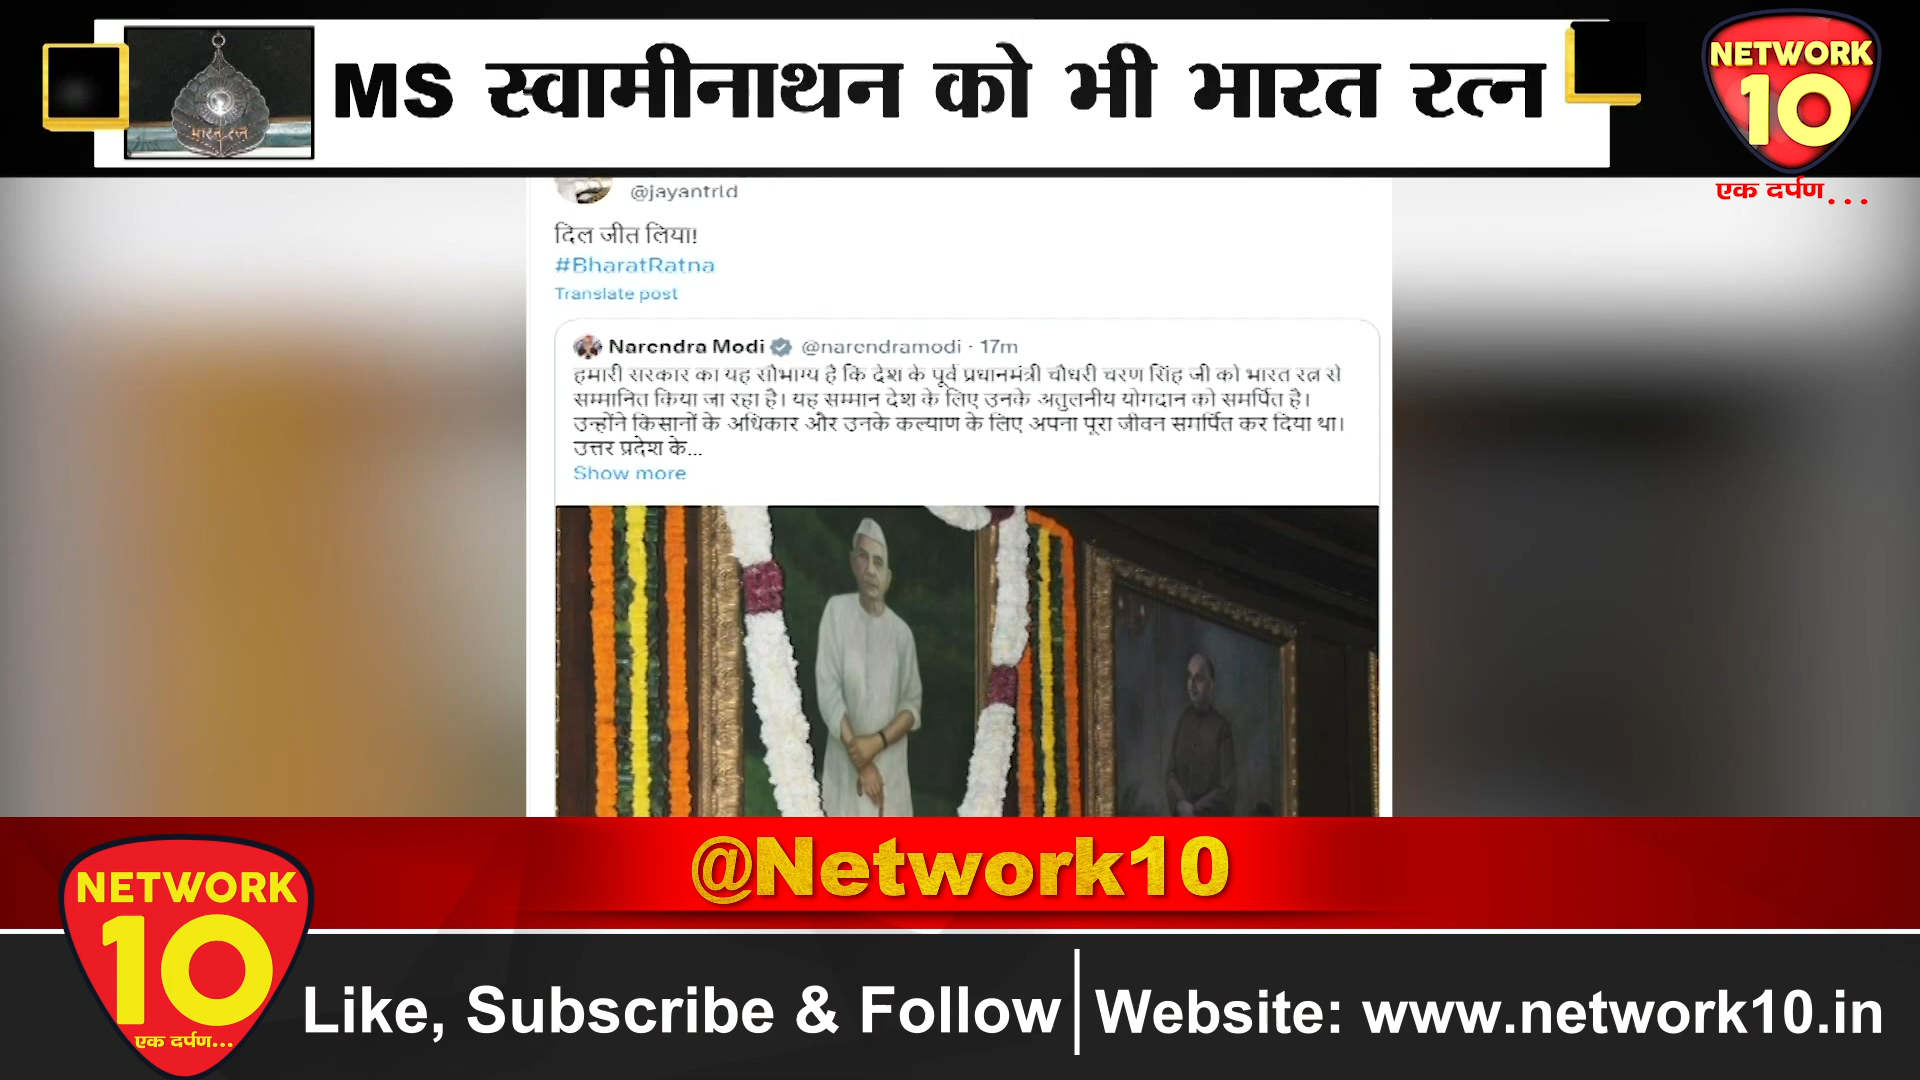 MS स्वामीनाथन को भी भारत रत्न
भारत रत्न
NETWORK
10
एक दर्पण...
@jayantrld
दिल जीत लिया!
#BharatRatna
Translate post
Narendra Modi @narendramodi · 17m
हमारी सरकार का यह सौभाग्य है कि देश के पूर्व प्रधानमंत्री चौधरी चरण सिंह जी को भारत रत्न से
सम्मानित किया जा रहा है। यह सम्मान देश के लिए उनके अतुलनीय योगदान को समर्पित है।
उन्होंने किसानों के अधिकार और उनके कल्याण के लिए अपना पूरा जीवन समर्पित कर दिया था।
उत्तर प्रदेश के...
Show more
@Network10
NETWORK
10
एक दर्पण...
Like, Subscribe & Follow
Website: www.network10.in